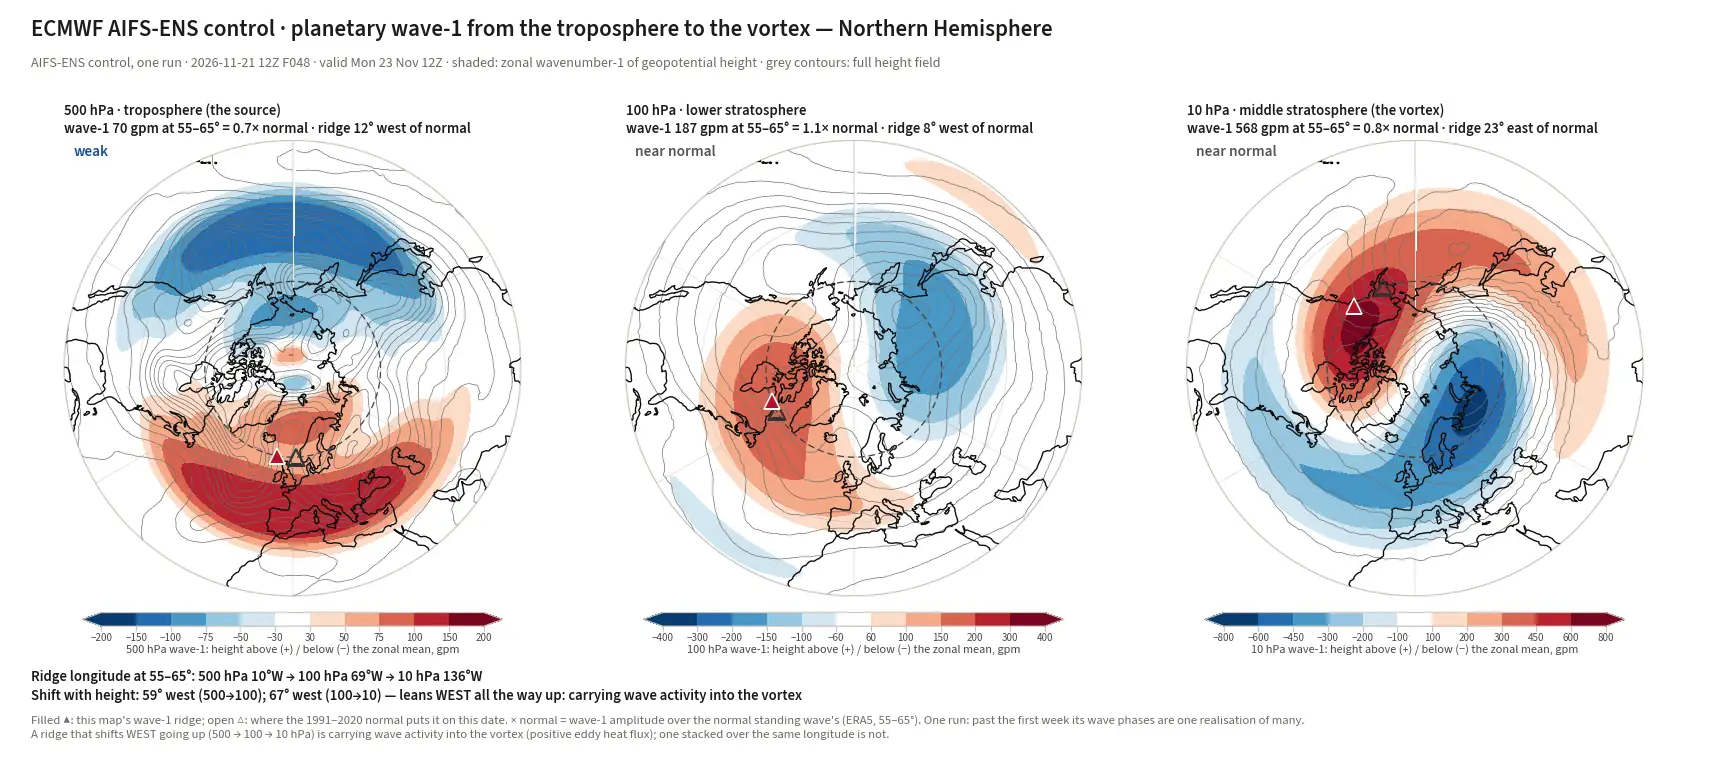 ECMWF AIFS-ENS control · planetary wave-1 from the troposphere to the vortex — Northern Hemisphere
AIFS-ENS control, one run · 2026-11-21 12Z F048 · valid Mon 23 Nov 12Z · shaded: zonal wavenumber-1 of geopotential height · grey contours: full height field
500 hPa · troposphere (the source)
wave-1 70 gpm at 55–65° = 0.7× normal · ridge 12° west of normal
weak
100 hPa · lower stratosphere
wave-1 187 gpm at 55–65° = 1.1× normal · ridge 8° west of normal
near normal
10 hPa · middle stratosphere (the vortex)
wave-1 568 gpm at 55–65° = 0.8× normal · ridge 23° east of normal
near normal
−200 −150 −100 −75 −50 −30 30 50 75 100 150 200
500 hPa wave-1: height above (+) / below (−) the zonal mean, gpm
−400 −300 −200 −150 −100 −60 60 100 150 200 300 400
100 hPa wave-1: height above (+) / below (−) the zonal mean, gpm
−800 −600 −450 −300 −200 −100 100 200 300 450 600 800
10 hPa wave-1: height above (+) / below (−) the zonal mean, gpm
Ridge longitude at 55–65°: 500 hPa 10°W → 100 hPa 69°W → 10 hPa 136°W
Shift with height: 59° west (500→100); 67° west (100→10) — leans WEST all the way up: carrying wave activity into the vortex
Filled ▲: this map's wave-1 ridge; open △: where the 1991–2020 normal puts it on this date. × normal = wave-1 amplitude over the normal standing wave's (ERA5, 55–65°). One run: past the first week its wave phases are one realisation of many.
A ridge that shifts WEST going up (500 → 100 → 10 hPa) is carrying wave activity into the vortex (positive eddy heat flux); one stacked over the same longitude is not.